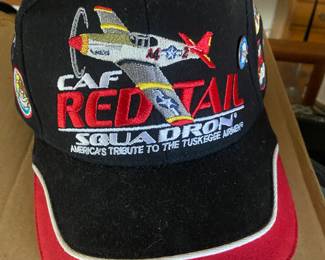 CAF
RED TAIL
SQUADRON®
AMERICA'S TRIBUTE TO THE TUSKEGEE AIRMEN